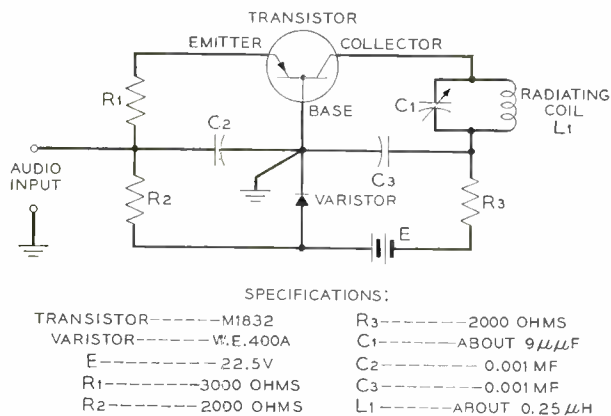 TRANSISTOR
EMITTER
COLLECTOR
R1
BASE
C1
RADIATING
COIL
L1
C2
C3
AUDIO
INPUT
R2
VARISTOR
R3
E
SPECIFICATIONS:
TRANSISTOR------M1832
VARISTOR------W.E.400A
E--------22.5V
R1--------3000 OHMS
R2--------2000 OHMS
R3--------2000 OHMS
C1------ABOUT 9μμF
C2--------0.001 MF
C3--------0.001 MF
L1------ABOUT 0.25μH